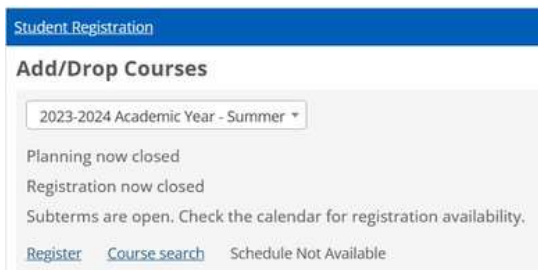 Student Registration
Add/Drop Courses
2023-2024 Academic Year - Summer
Planning now closed
Registration now closed
Subterms are open. Check the calendar for registration availability.
Register Course search Schedule Not Available